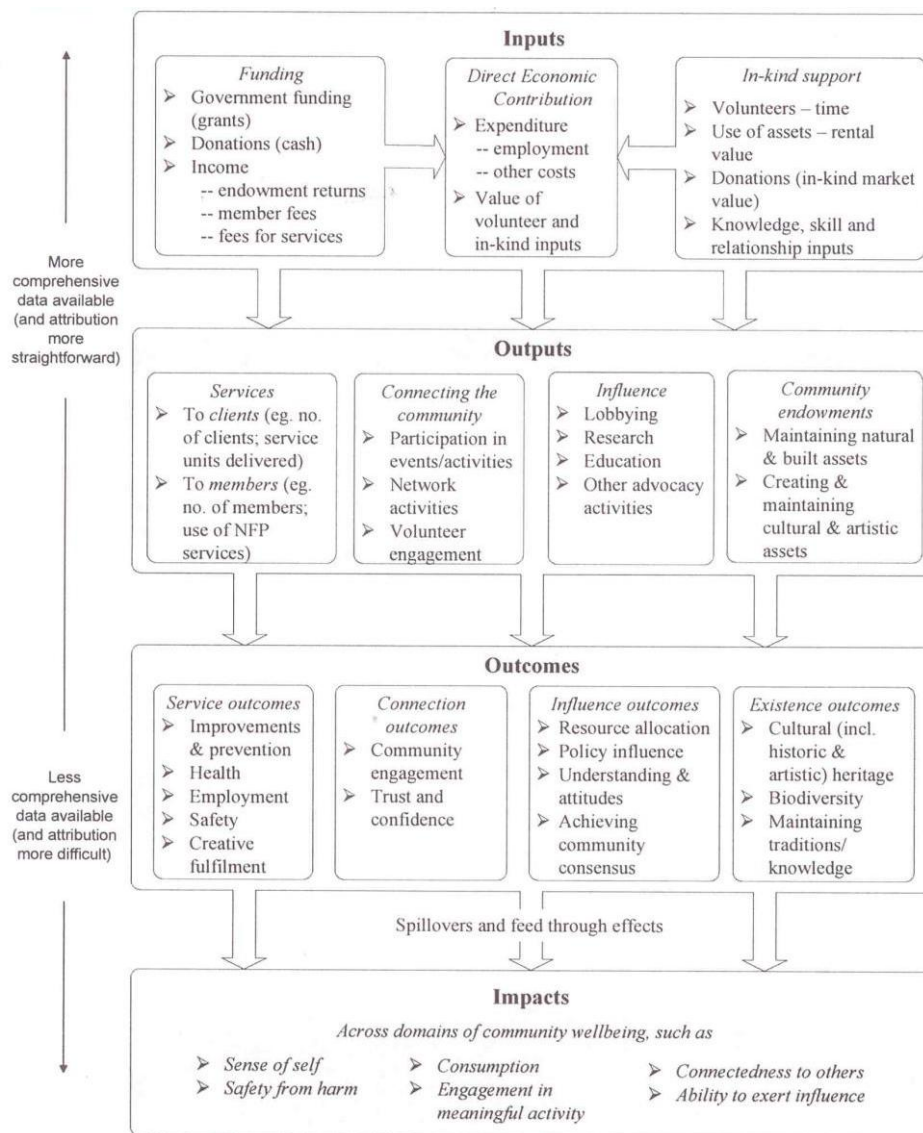 Inputs
Funding
➢ Government funding
(grants)
➢ Donations (cash)
➢ Income
-- endowment returns
-- member fees
-- fees for services
Direct Economic
Contribution
➢ Expenditure
-- employment
-- other costs
➢ Value of
volunteer and
in-kind inputs
In-kind support
➢ Volunteers – time
➢ Use of assets – rental
value
➢ Donations (in-kind market
value)
➢ Knowledge, skill and
relationship inputs
More
comprehensive
data available
(and attribution
more
straightforward)
Outputs
Services
➢ To clients (eg. no.
of clients; service
units delivered)
➢ To members (eg.
no. of members;
use of NFP
services)
Connecting the
community
➢ Participation in
events/activities
➢ Network
activities
➢ Volunteer
engagement
Influence
➢ Lobbying
➢ Research
➢ Education
➢ Other advocacy
activities
Community
endowments
➢ Maintaining natural
& built assets
➢ Creating &
maintaining
cultural & artistic
assets
Outcomes
Service outcomes
➢ Improvements
& prevention
➢ Health
➢ Employment
➢ Safety
➢ Creative
fulfilment
Connection
outcomes
➢ Community
engagement
➢ Trust and
confidence
Influence outcomes
➢ Resource allocation
➢ Policy influence
➢ Understanding &
attitudes
➢ Achieving
community
consensus
Existence outcomes
➢ Cultural (incl.
historic &
artistic) heritage
➢ Biodiversity
➢ Maintaining
traditions/
knowledge
Less
comprehensive
data available
(and attribution
more difficult)
Spillovers and feed through effects
Impacts
Across domains of community wellbeing, such as
➢ Sense of self
➢ Safety from harm
➢ Consumption
➢ Engagement in
meaningful activity
➢ Connectedness to others
➢ Ability to exert influence